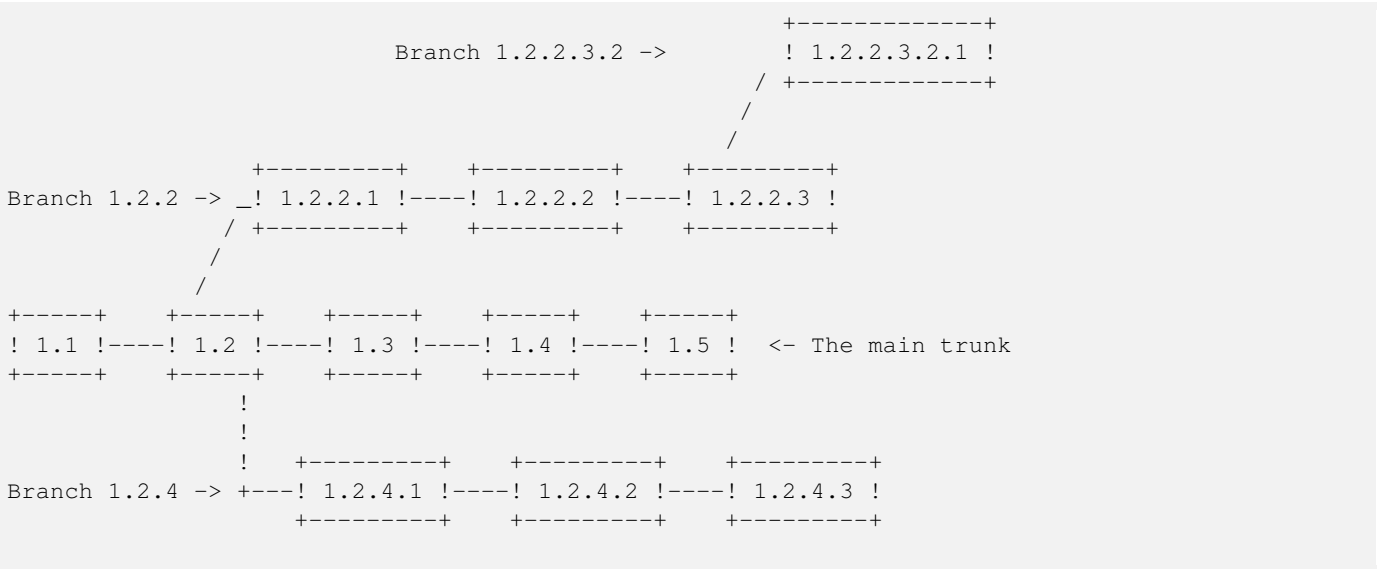 +-------------+
                           Branch 1.2.2.3.2 ->        ! 1.2.2.3.2.1 !
                                                    / +-------------+
                                                   /
                                                  /
                 +---------+    +---------+    +---------+
Branch 1.2.2 -> _! 1.2.2.1 !----! 1.2.2.2 !----! 1.2.2.3 !
               / +---------+    +---------+    +---------+
              /
             /
+-----+    +-----+    +-----+    +-----+    +-----+
! 1.1 !----! 1.2 !----! 1.3 !----! 1.4 !----! 1.5 !  <- The main trunk
+-----+    +-----+    +-----+    +-----+    +-----+
                !
                !
                !   +---------+    +---------+    +---------+
Branch 1.2.4 -> +---! 1.2.4.1 !----! 1.2.4.2 !----! 1.2.4.3 !
                    +---------+    +---------+    +---------+